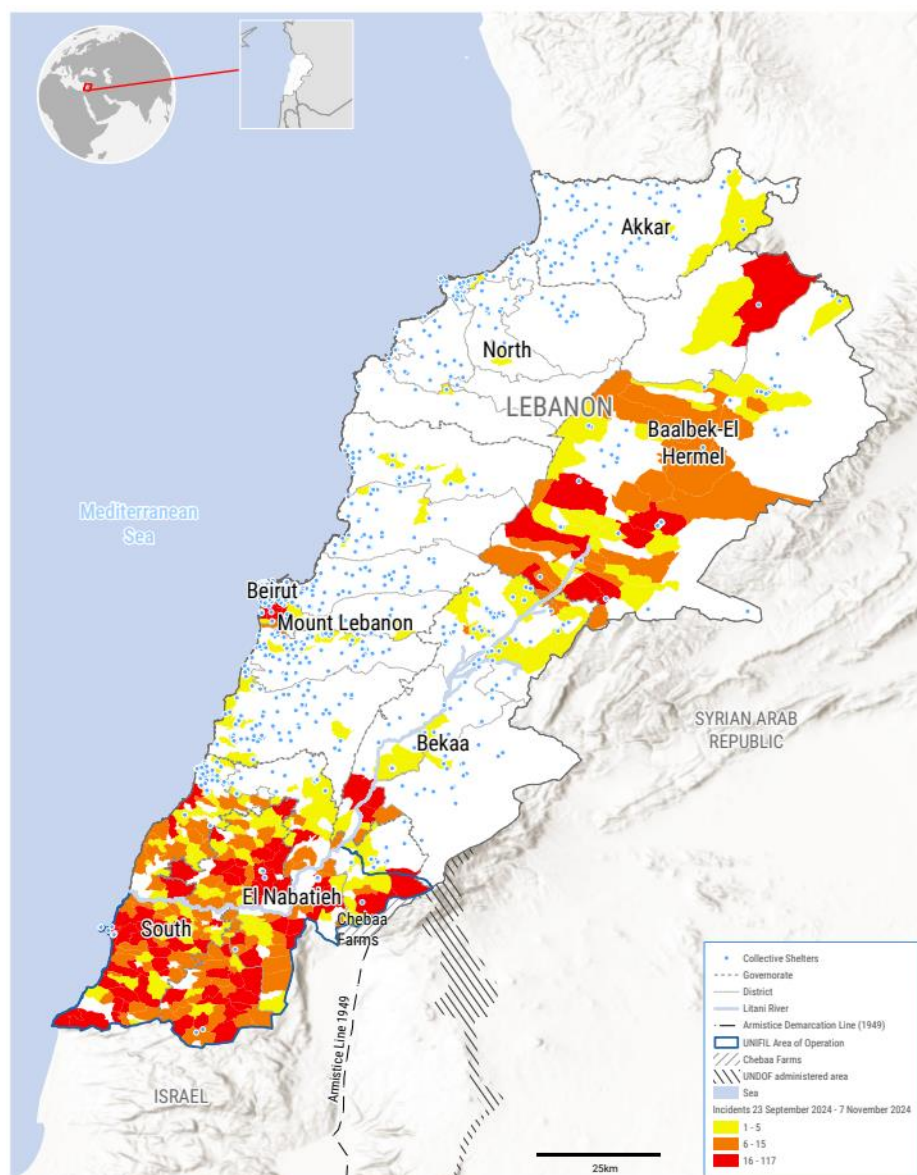 Akkar
North
LEBANON
Baalbek-El
Hermel
Mediterranean
Sea
Beirut
Mount Lebanon
SYRIAN ARAB
REPUBLIC
Bekaa
El Nabatieh
Chebaa
Farms
South
Armistice Line 1949
ISRAEL
Collective Shelters
Governorate
District
Litani River
Armistice Demarcation Line (1949)
UNIFIL Area of Operation
Chebaa Farms
UNDOF administered area
Sea
Incidents 23 September 2024 - 7 November 2024
1 - 5
6 - 15
16 - 117
25km